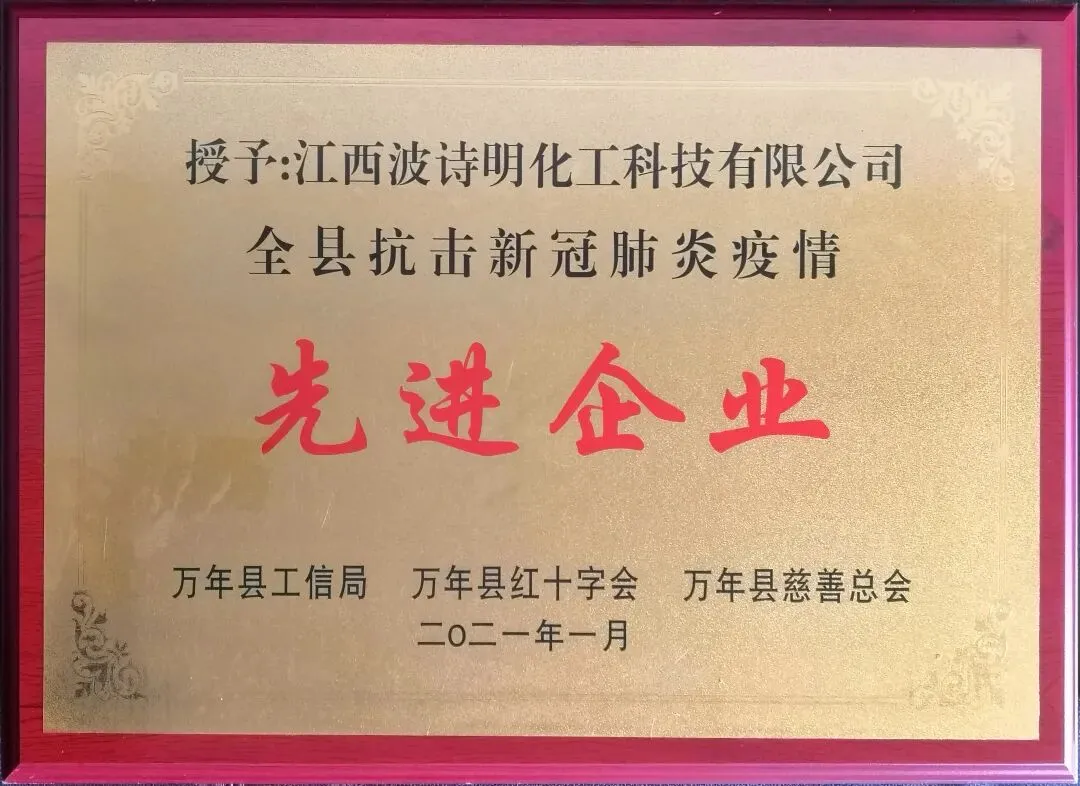 授予:江西波诗明化工科技有限公司
全县抗击新冠肺炎疫情
先进企业
万年县工信局 万年县红十字会 万年县慈善总会
二〇二一年一月